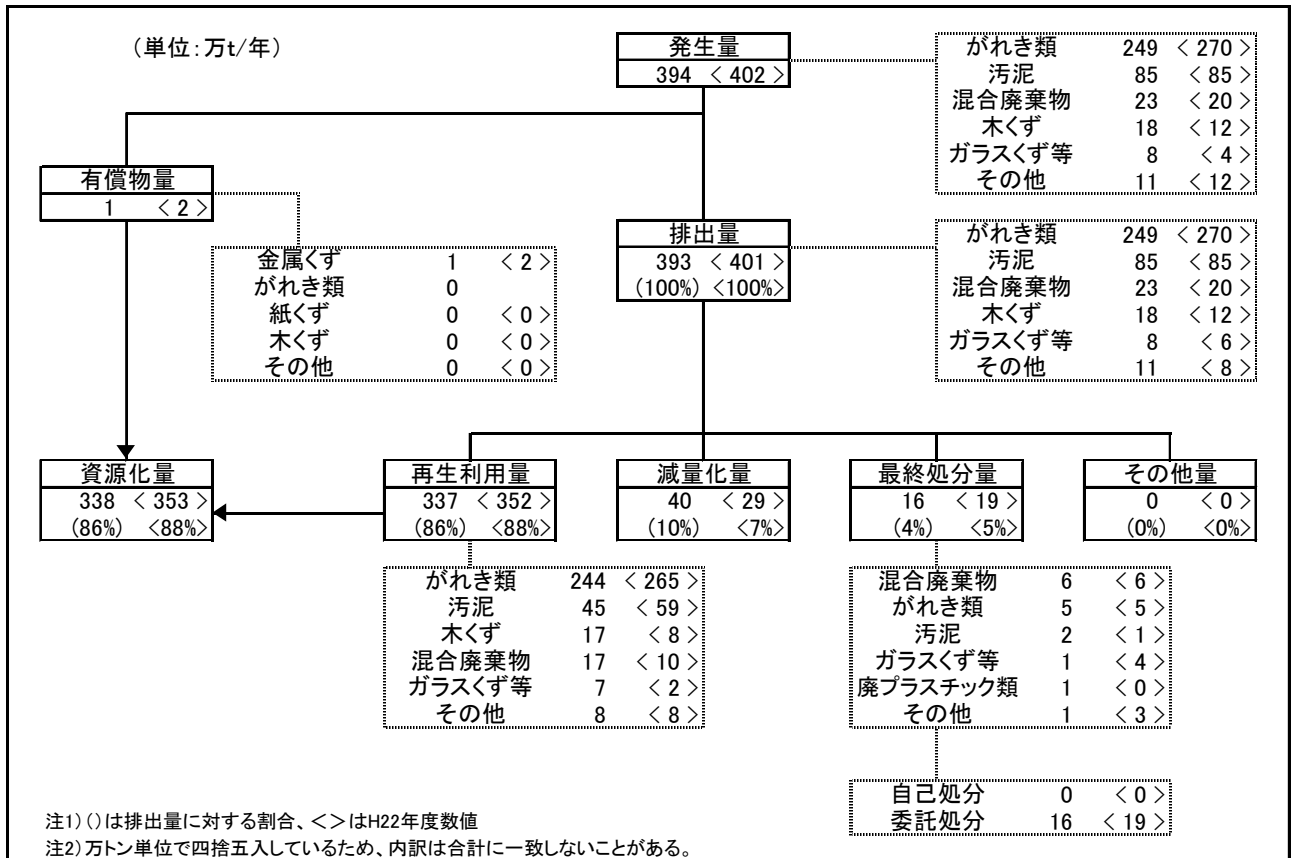 (単位:万t/年)
発生量
394 <402>
がれき類 249 <270>
汚泥 85 <85>
混合廃棄物 23 <20>
木くず 18 <12>
ガラスくず等 8 <4>
その他 11 <12>
有償物量
1 <2>
金属くず 1 <2>
がれき類 0
紙くず 0 <0>
木くず 0 <0>
その他 0 <0>
排出量
393 <401>
(100%) <100%>
がれき類 249 <270>
汚泥 85 <85>
混合廃棄物 23 <20>
木くず 18 <12>
ガラスくず等 8 <6>
その他 11 <8>
資源化量
338 <353>
(86%) <88%>
再生利用量
337 <352>
(86%) <88%>
減量化量
40 <29>
(10%) <7%>
最終処分量
16 <19>
(4%) <5%>
その他量
0 <0>
(0%) <0%>
がれき類 244 <265>
汚泥 45 <59>
木くず 17 <8>
混合廃棄物 17 <10>
ガラスくず等 7 <2>
その他 8 <8>
混合廃棄物 6 <6>
がれき類 5 <5>
汚泥 2 <1>
ガラスくず等 1 <4>
廃プラスチック類 1 <0>
その他 1 <3>
自己処分 0 <0>
委託処分 16 <19>
注1)()は排出量に対する割合、<>はH22年度数値
注2)万トン単位で四捨五入しているため、内訳は合計に一致しないことがある。